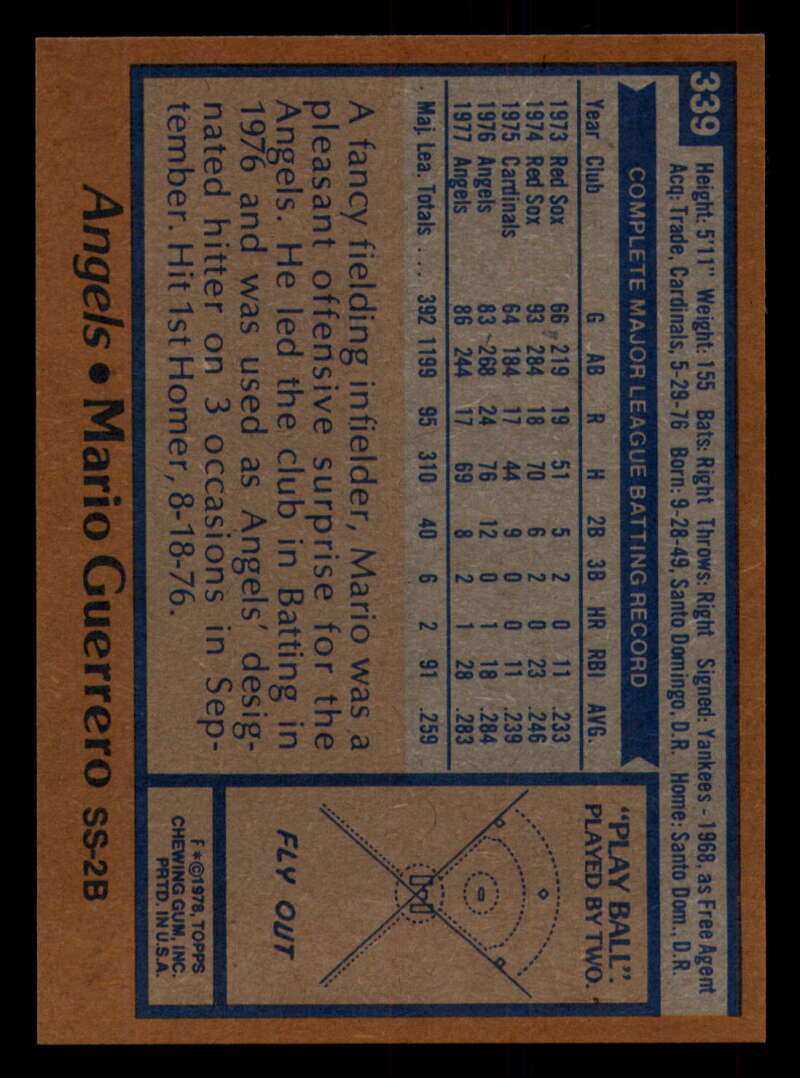 339
Height: 5'11" Weight: 155 Bats: Right Throws: Right Signed: Yankees - 1968, as Free Agent
Acq: Trade, Cardinals, 5-29-76 Born: 9-28-49, Santo Domingo, D.R. Home: Santo Dom., D.R.
COMPLETE MAJOR LEAGUE BATTING RECORD
Year Club G AB R H 2B 3B HR RBI AVG.
1973 Red Sox 66 219 19 51 5 2 0 11 .233
1974 Red Sox 93 284 18 70 6 2 0 23 .246
1975 Cardinals 64 184 17 44 9 0 0 11 .239
1976 Angels 83 268 24 76 12 0 1 18 .284
1977 Angels 86 244 17 69 8 2 1 28 .283
Maj. Lea. Totals .... 392 1199 95 310 40 6 2 91 .259
A fancy fielding infielder, Mario was a
pleasant offensive surprise for the
Angels. He led the club in Batting in
1976 and was used as Angels' desig-
nated hitter on 3 occasions in Sep-
tember. Hit 1st Homer, 8-18-76.
"PLAY BALL".
PLAYED BY TWO.
FLY OUT
F*©1978, TOPPS
CHEWING GUM, INC.
PRTD. IN U.S.A.
Angels • Mario Guerrero SS-2B